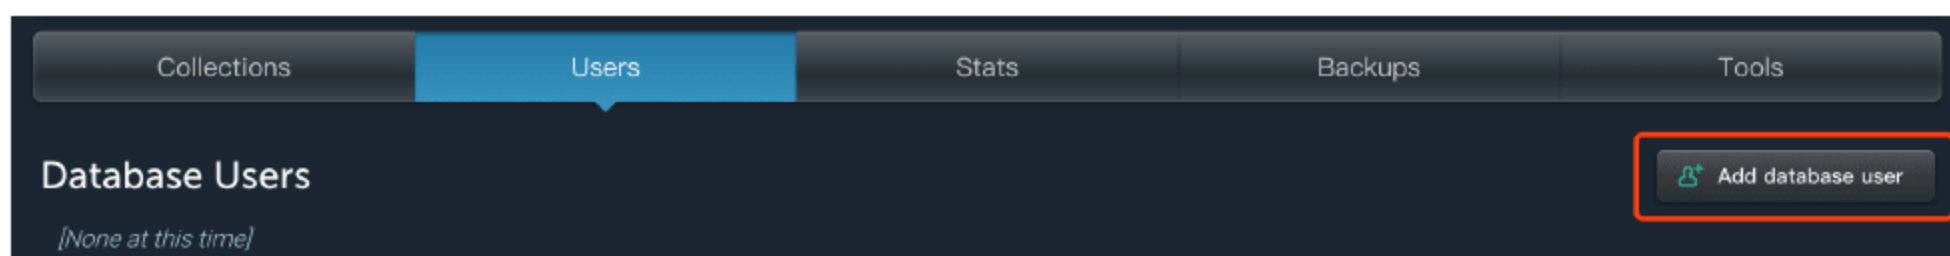 Collections Users Stats Backups Tools
Database Users Add database user
[None at this time]